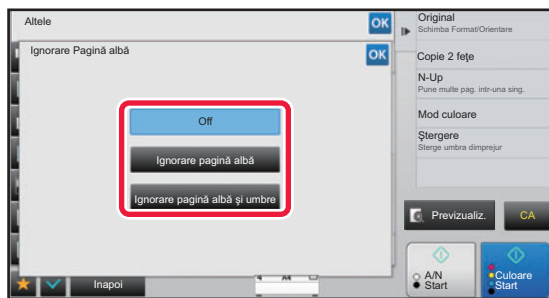 Altele
OK
Ignorare Pagină albă
OK
Off
Ignorare pagină albă
Ignorare pagină albă şi umbre
Inapoi
A4
Original
Schimba Format/Orientare
Copie 2 feţe
N-Up
Pune multe pag. intr-una sing.
Mod culoare
Ştergere
Sterge umbra dimprejur
Previzualiz.
CA
A/N
Start
Culoare
Start